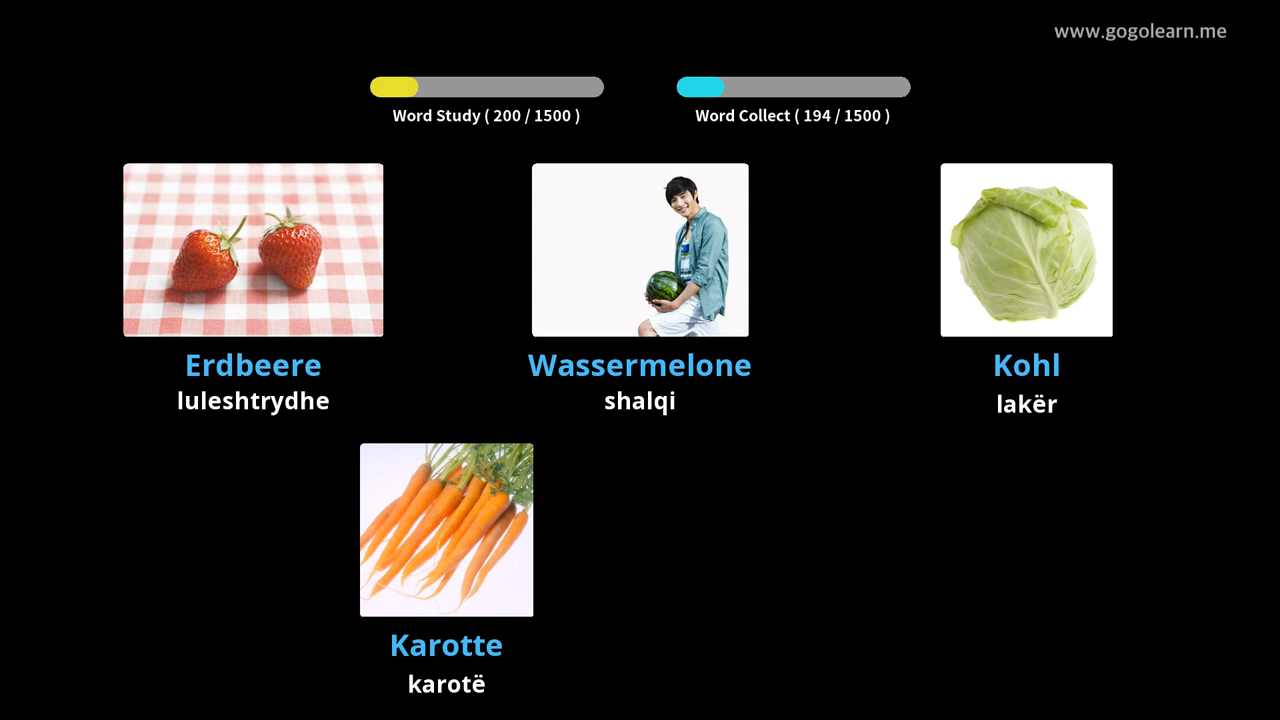 www.gogolearn.me
Word Study ( 200 / 1500 )
Word Collect ( 194 / 1500 )
Erdbeere
luleshtrydhe
Wassermelone
shalqi
Kohl
lakër
Karotte
karotë